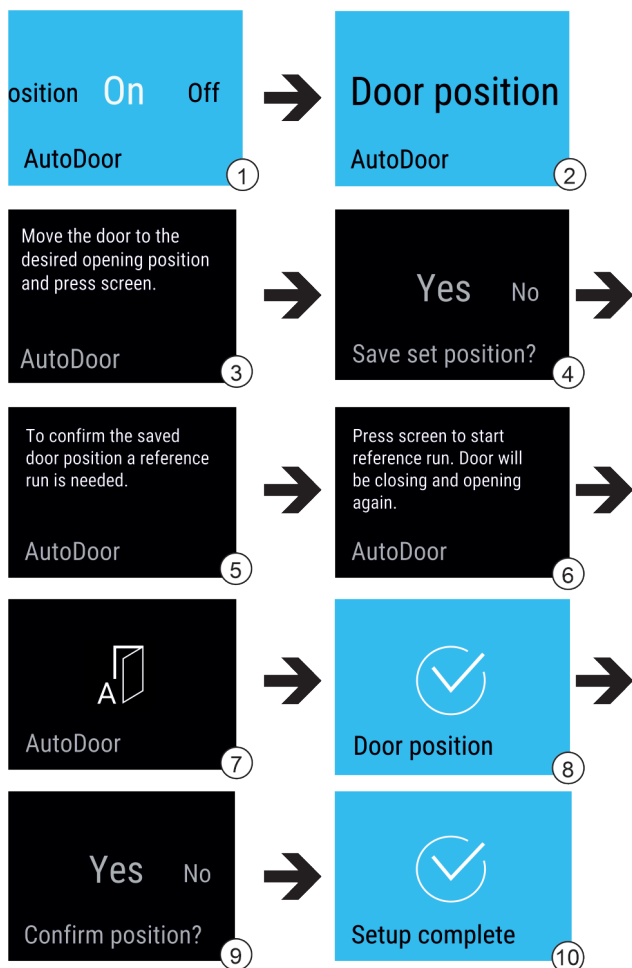 osition On Off
AutoDoor
1
Door position
AutoDoor
2
Move the door to the
desired opening position
and press screen.
AutoDoor
3
Yes No
Save set position?
4
To confirm the saved
door position a reference
run is needed.
AutoDoor
5
Press screen to start
reference run. Door will
be closing and opening
again.
AutoDoor
6
A
AutoDoor
7
Door position
8
Yes No
Confirm position?
9
Setup complete
10